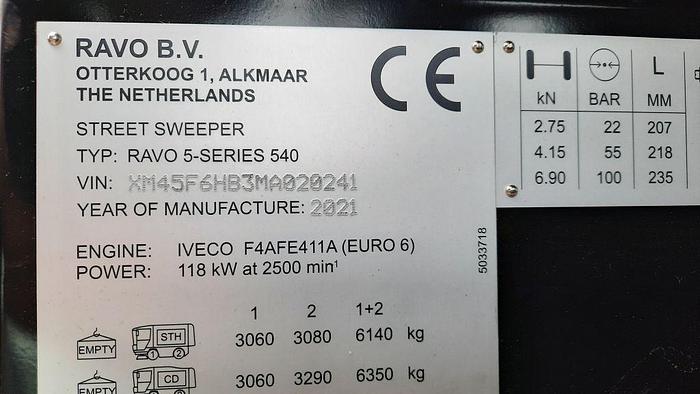 RAVO B.V.
OTTERKOOG 1, ALKMAAR
THE NETHERLANDS
CE
STREET SWEEPER
TYP: RAVO 5-SERIES 540
VIN: XM45F6HB3MA020241
YEAR OF MANUFACTURE: 2021
ENGINE: IVECO F4AFE411A (EURO 6)
POWER: 118 kW at 2500 min¹
5033718
1 2 1+2
EMPTY STH 1 2 3060 3080 6140 kg
EMPTY CD 3060 3290 6350 kg
L
kN BAR MM
2.75 22 207
4.15 55 218
6.90 100 235